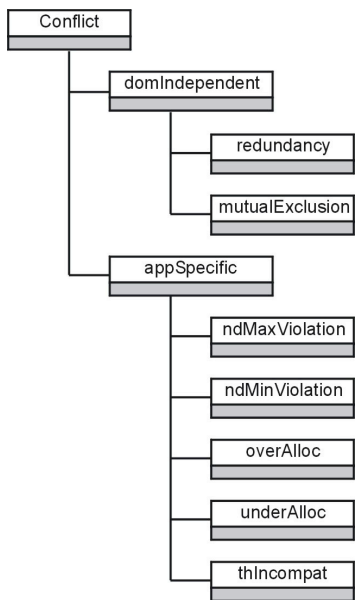 Conflict
domIndependent
redundancy
mutualExclusion
appSpecific
ndMaxViolation
ndMinViolation
overAlloc
underAlloc
thIncompat